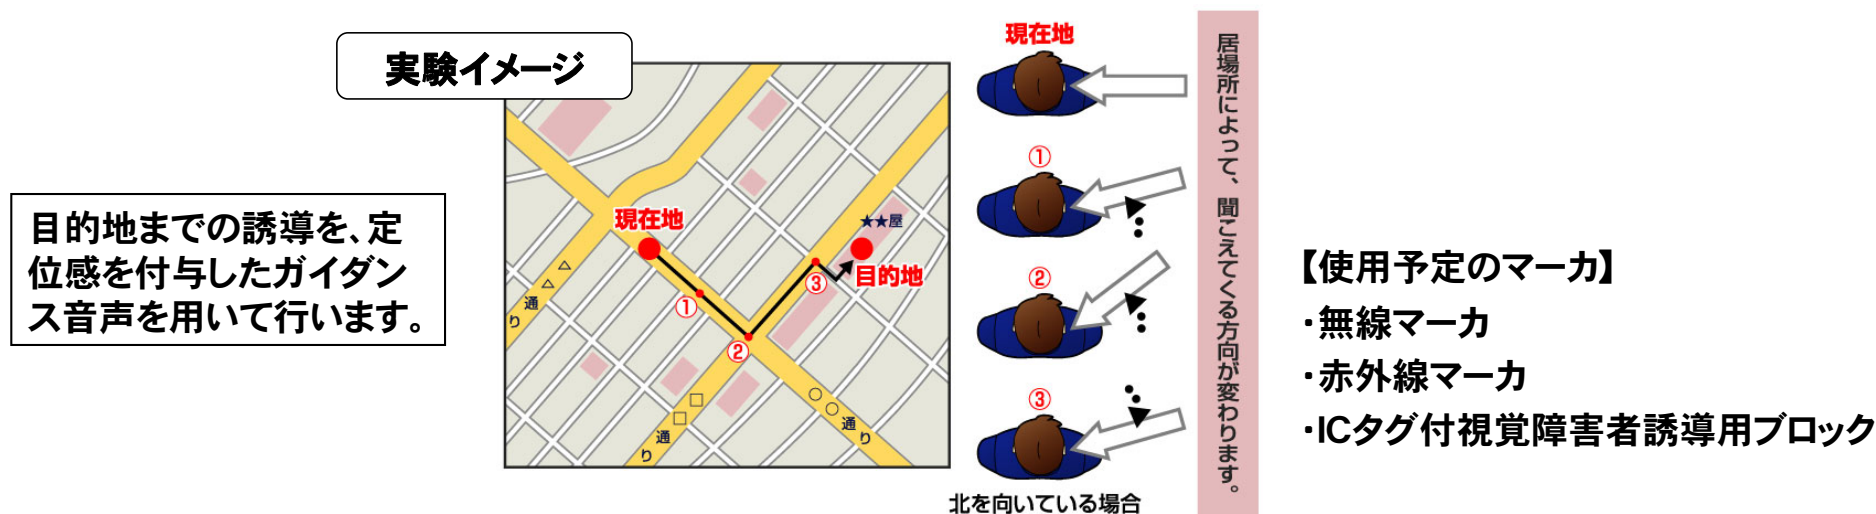 実験イメージ
目的地までの誘導を、定
位感を付与したガイダン
ス音声を用いて行います。
現在地
①
②
③
★★屋
目的地
△△通り
□□通り
○○通り
現在地
①
②
③
北を向いている場合
居場所によって、聞こえてくる方向が変わります。
【使用予定のマーカ】
・無線マーカ
・赤外線マーカ
・ICタグ付視覚障害者誘導用ブロック